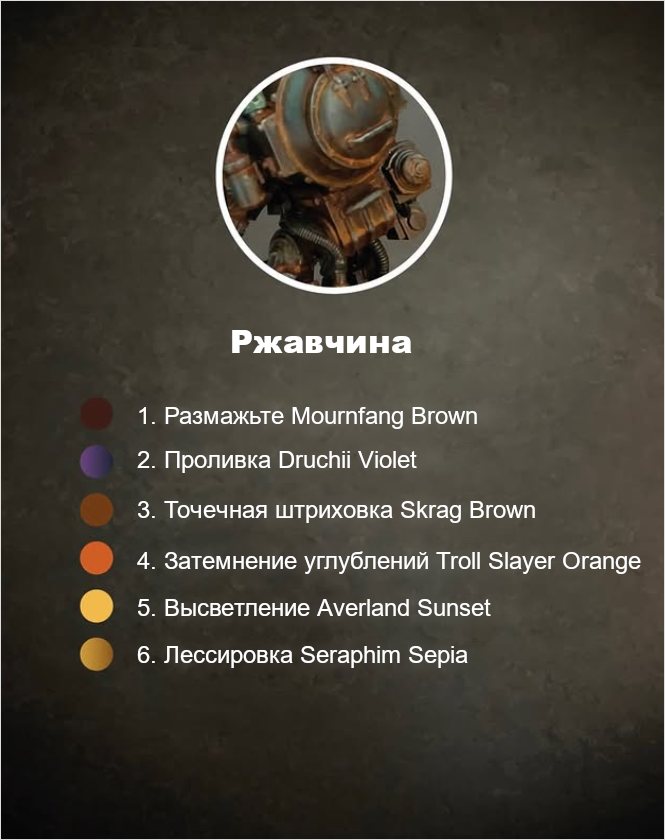 Ржавчина
1. Размажьте Mournfang Brown
2. Проливка Druchii Violet
3. Точечная штриховка Skrag Brown
4. Затемнение углублений Troll Slayer Orange
5. Высветление Averland Sunset
6. Лессировка Seraphim Sepia